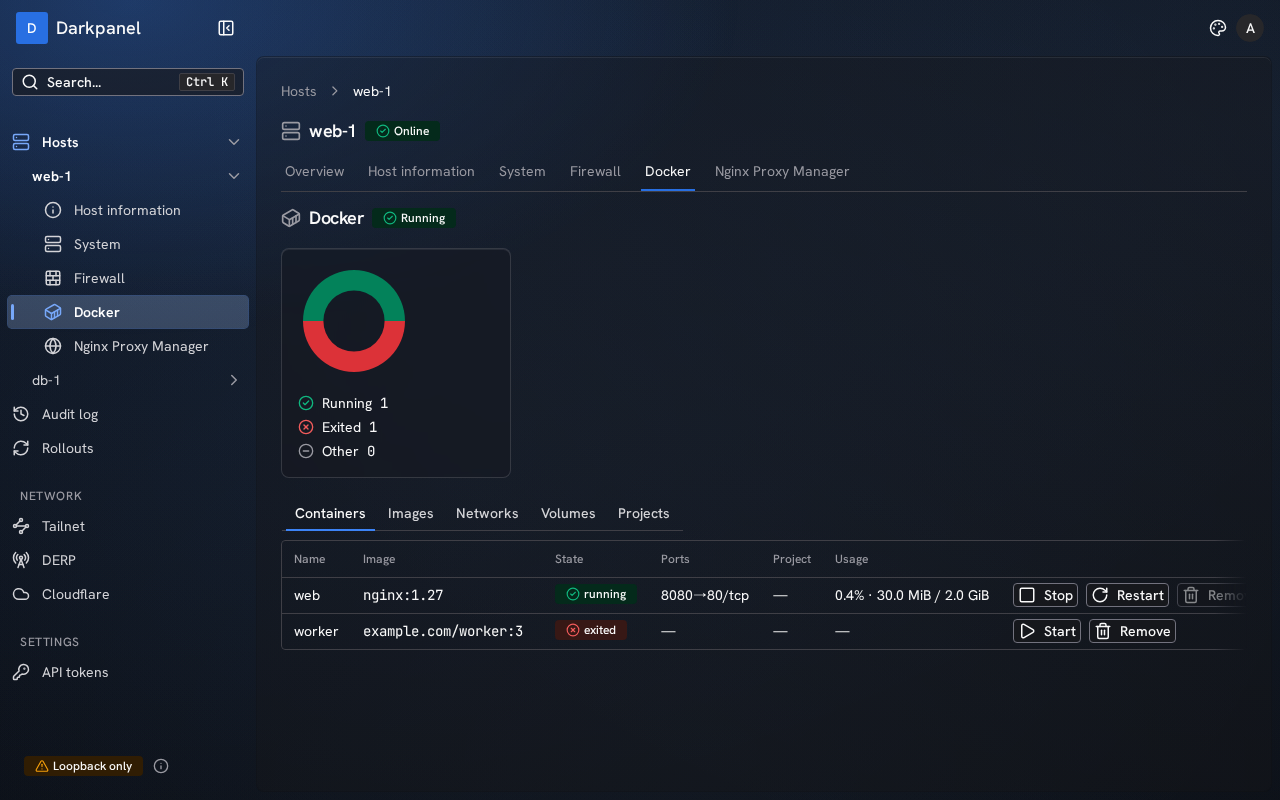 D Darkpanel
A
Search...
Ctrl K
Hosts
web-1
Host information
System
Firewall
Docker
Nginx Proxy Manager
db-1
Audit log
Rollouts
NETWORK
Tailnet
DERP
Cloudflare
SETTINGS
API tokens
Loopback only
Hosts > web-1
web-1 Online
Overview Host information System Firewall Docker Nginx Proxy Manager
Docker Running
Running 1
Exited 1
Other 0
Containers Images Networks Volumes Projects
Name Image State Ports Project Usage
web nginx:1.27 running 8080→80/tcp — 0.4% · 30.0 MiB / 2.0 GiB Stop Restart Remo
worker example.com/worker:3 exited — — — Start Remove